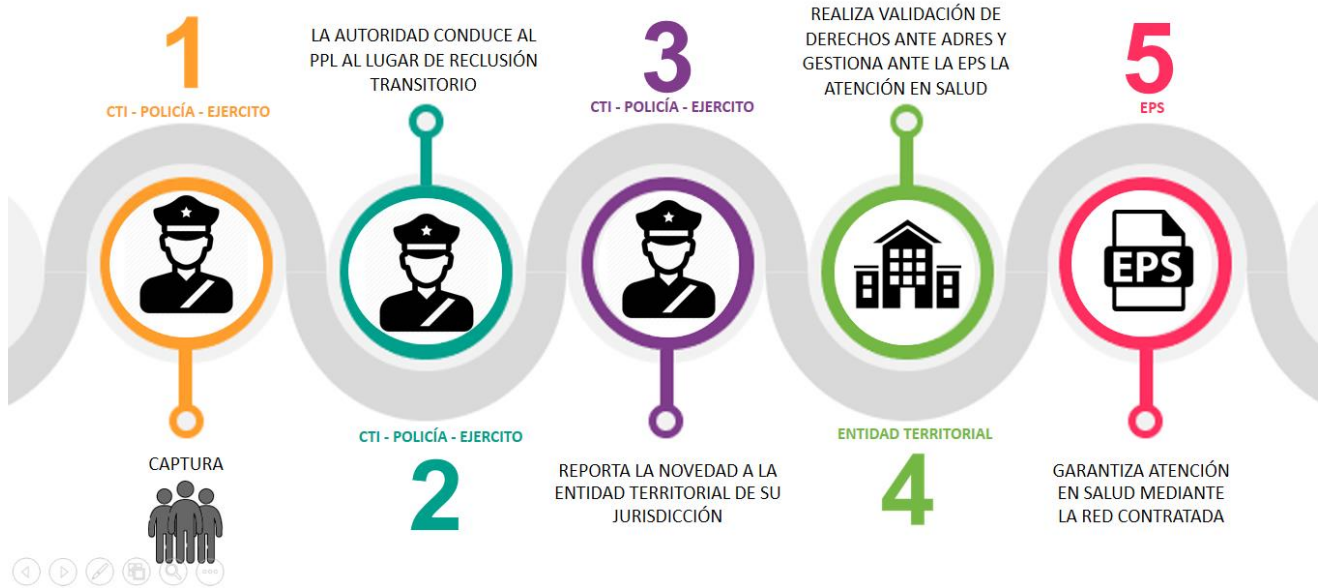 1
CTI - POLICÍA - EJERCITO
CAPTURA
LA AUTORIDAD CONDUCE AL
PPL AL LUGAR DE RECLUSIÓN
TRANSITORIO
CTI - POLICÍA - EJERCITO
2
3
CTI - POLICÍA - EJERCITO
REPORTA LA NOVEDAD A LA
ENTIDAD TERRITORIAL DE SU
JURISDICCIÓN
REALIZA VALIDACIÓN DE
DERECHOS ANTE ADRES Y
GESTIONA ANTE LA EPS LA
ATENCIÓN EN SALUD
ENTIDAD TERRITORIAL
4
5
EPS
EPS
GARANTIZA ATENCIÓN
EN SALUD MEDIANTE
LA RED CONTRATADA